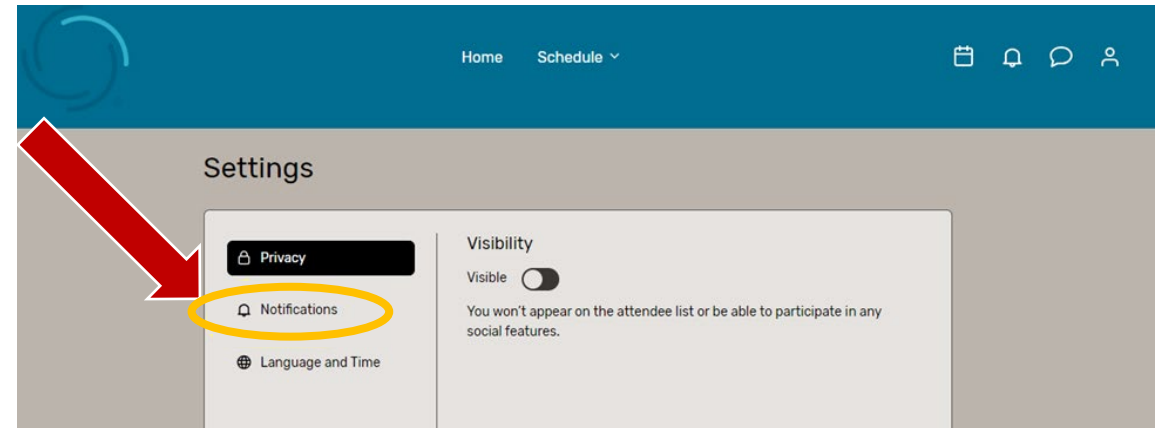 Home Schedule
Settings
Privacy
Notifications
Language and Time
Visibility
Visible
You won't appear on the attendee list or be able to participate in any
social features.